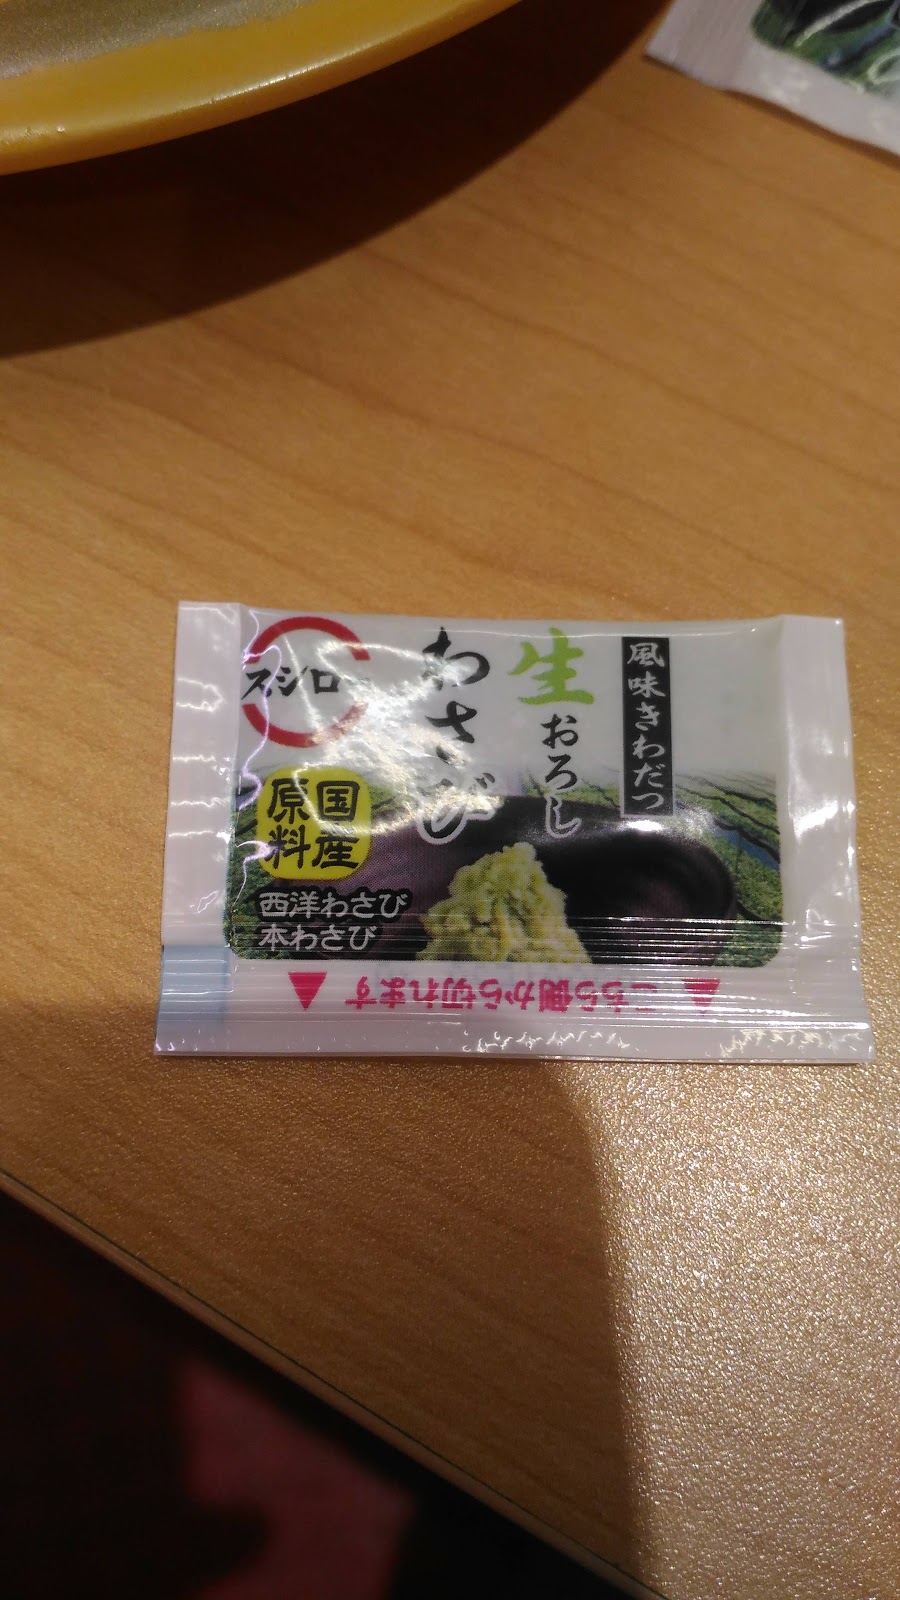 風味きわだつ
生おろし
わさび
スシロー
国産
原料
西洋わさび
本わさび
こちら側から切れます